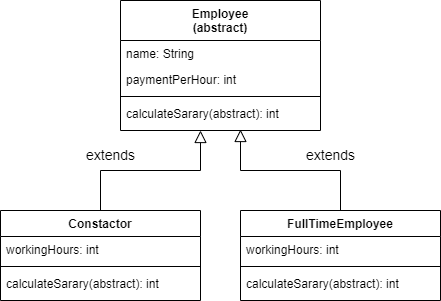 Employee
(abstract)
name: String
paymentPerHour: int
calculateSarary(abstract): int
extends
extends
Constactor
workingHours: int
calculateSarary(abstract): int
FullTimeEmployee
workingHours: int
calculateSarary(abstract): int